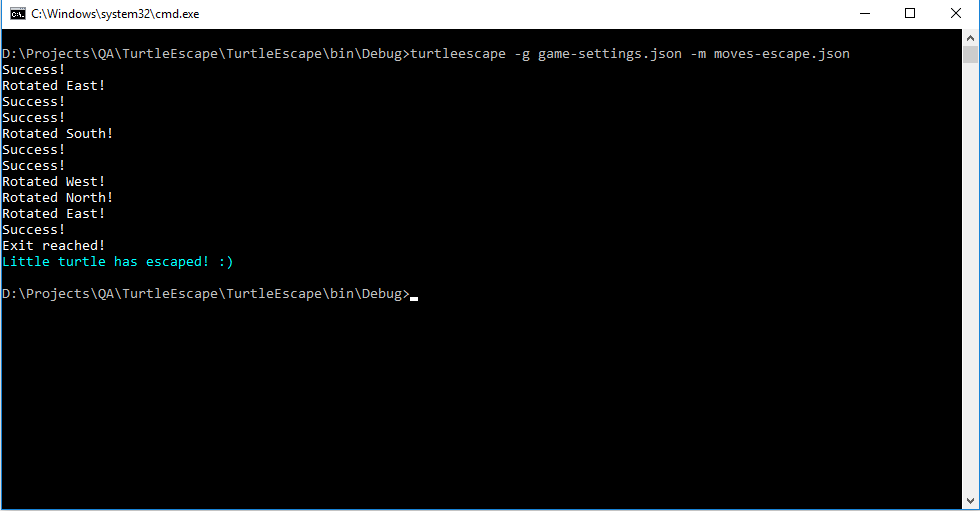 C:\Windows\system32\cmd.exe
D:\Projects\QA\TurtleEscape\TurtleEscape\bin\Debug>turtleescape -g game-settings.json -m moves-escape.json
Success!
Rotated East!
Success!
Success!
Rotated South!
Success!
Success!
Rotated West!
Rotated North!
Rotated East!
Success!
Exit reached!
Little turtle has escaped! :)
D:\Projects\QA\TurtleEscape\TurtleEscape\bin\Debug>